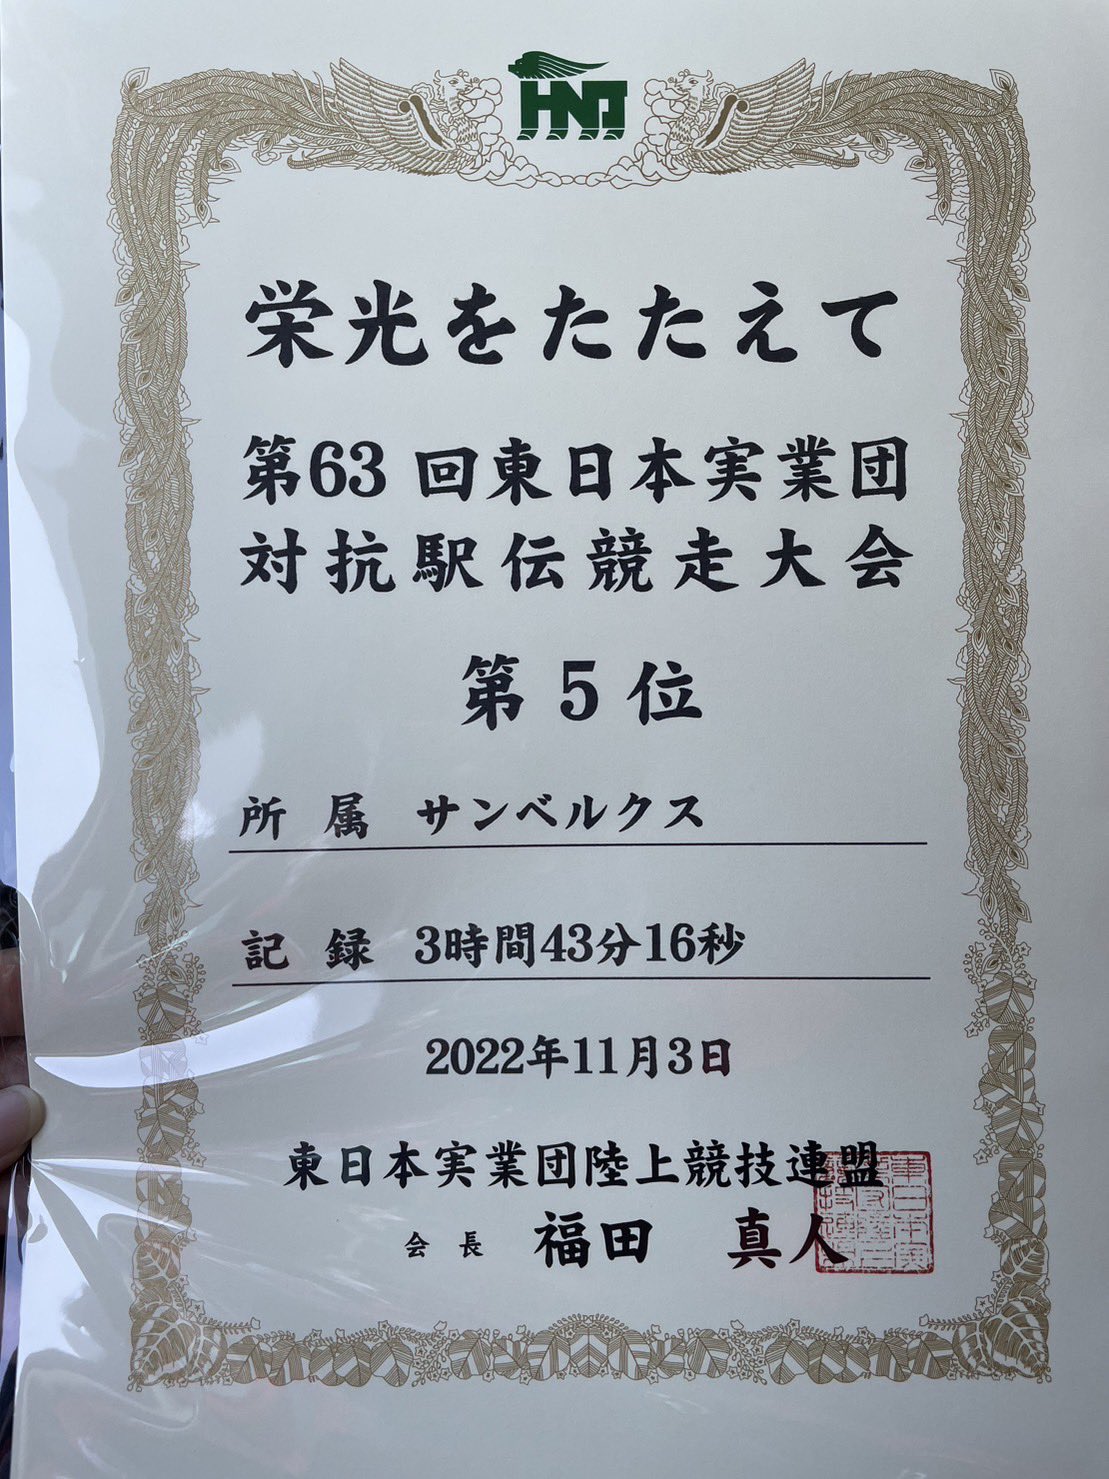 HNJ
栄光をたたえて
第63回東日本実業団
対抗駅伝競走大会
第5位
所属 サンベルクス
記録 3時間43分16秒
2022年11月3日
東日本実業団陸上競技連盟
会長 福田 真人